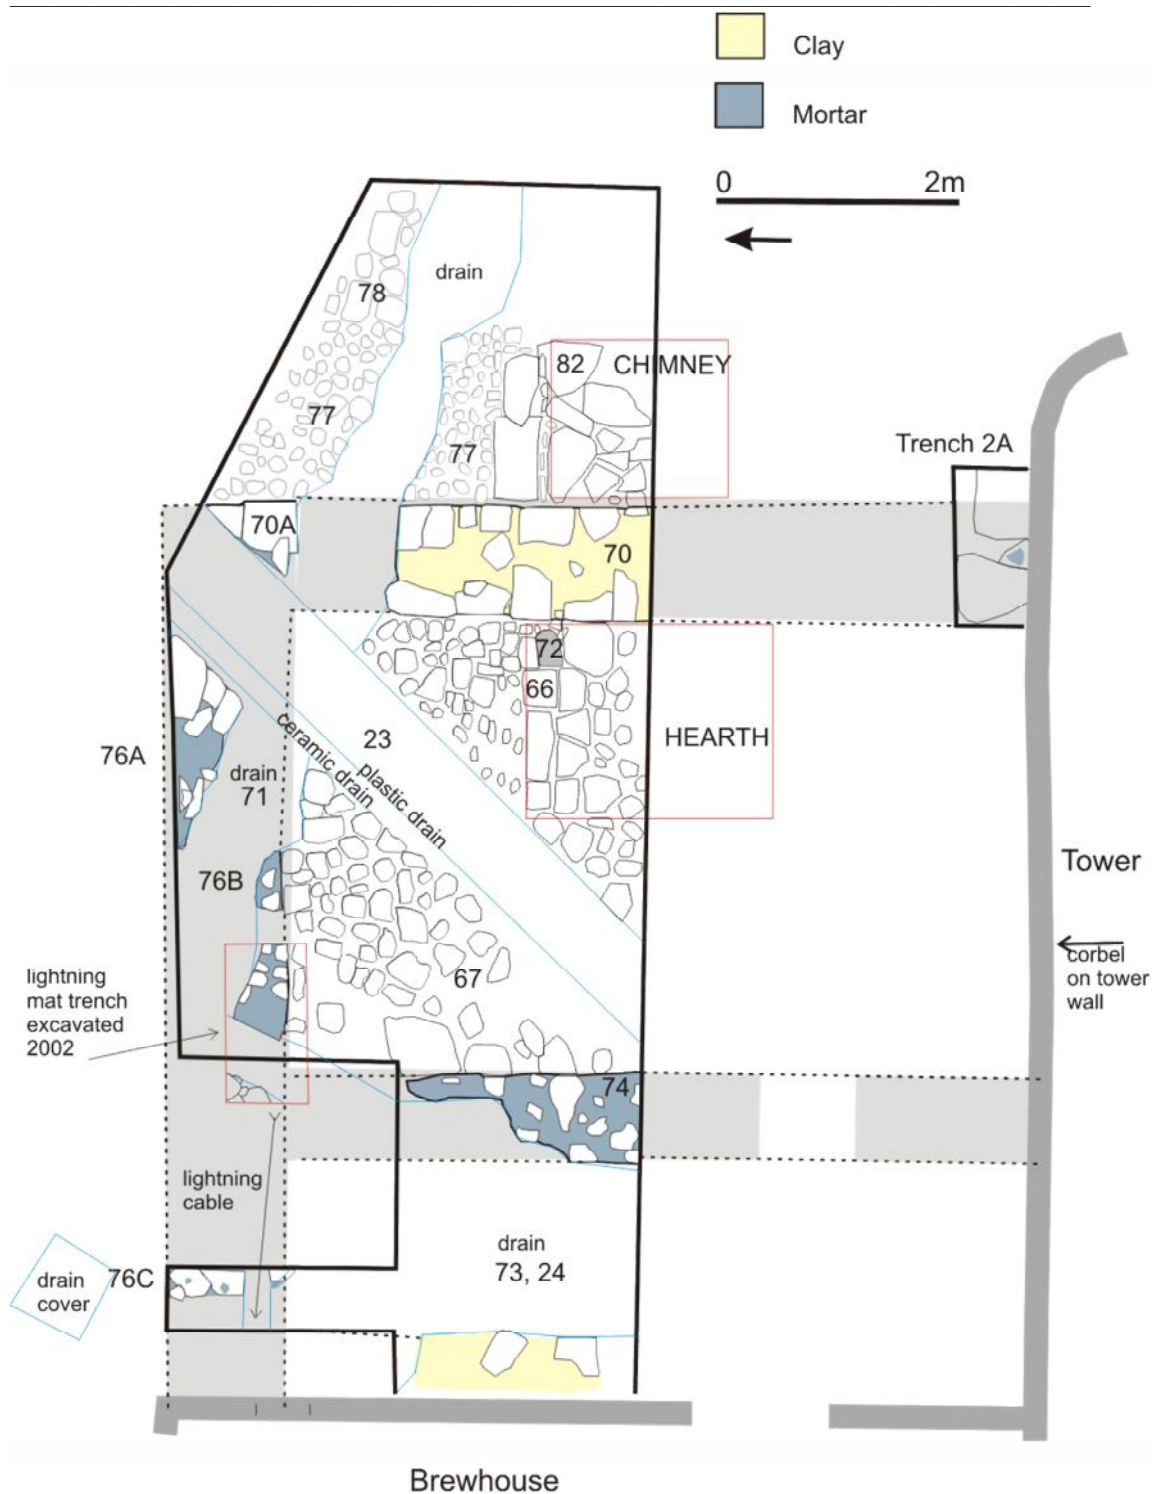 Clay
Mortar
0 2m
drain
78
82 CHIMNEY
77
77
Trench 2A
70A
70
72
66
23
HEARTH
76A
ceramic drain
plastic drain
drain
71
Tower
76B
corbel
on tower
wall
67
lightning
mat trench
excavated
2002
74
lightning
cable
drain
73, 24
76C
drain
cover
Brewhouse